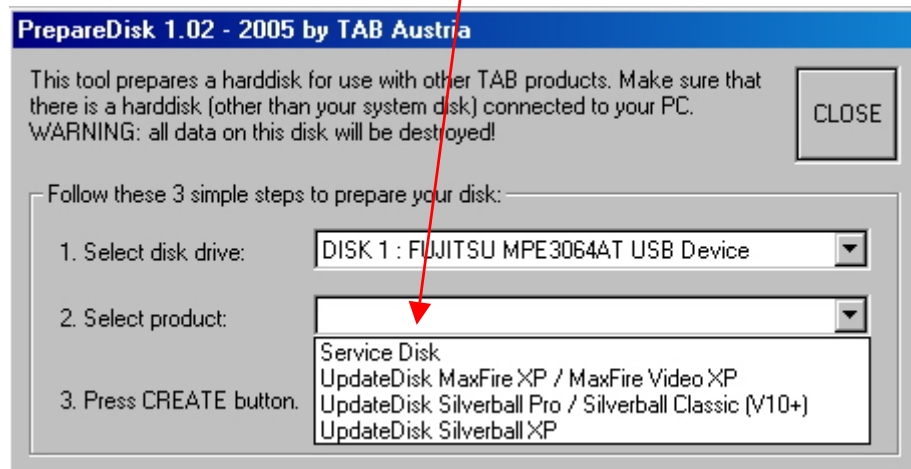 PrepareDisk 1.02 - 2005 by TAB Austria
This tool prepares a harddisk for use with other TAB products. Make sure that
there is a harddisk (other than your system disk) connected to your PC.
WARNING: all data on this disk will be destroyed!
CLOSE
Follow these 3 simple steps to prepare your disk:
1. Select disk drive:
DISK 1 : FUJITSU MPE3064AT USB Device
2. Select product:
Service Disk
UpdateDisk MaxFire XP / MaxFire Video XP
3. Press CREATE button.
UpdateDisk Silverball Pro / Silverball Classic (V10+)
UpdateDisk Silverball XP